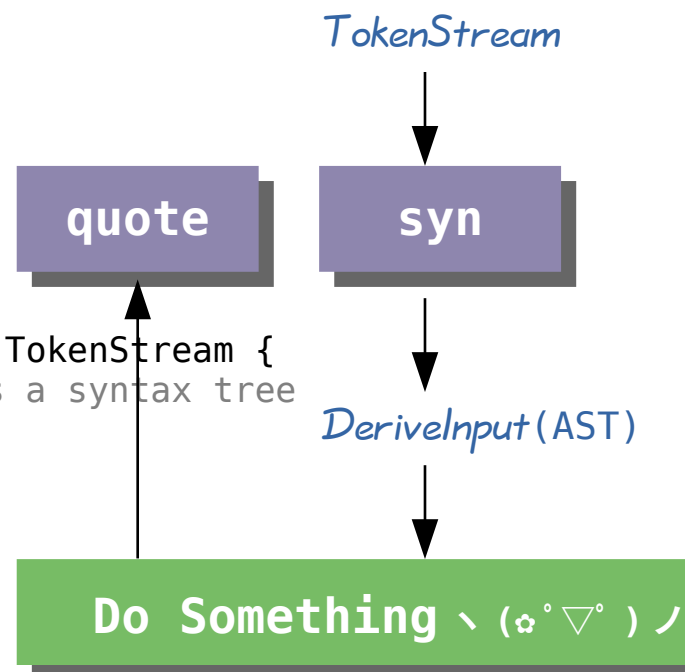 TokenStream
quote
syn
TokenStream {
a syntax tree
DeriveInput(AST)
Do Something ヽ(✿゚▽゚)ノ